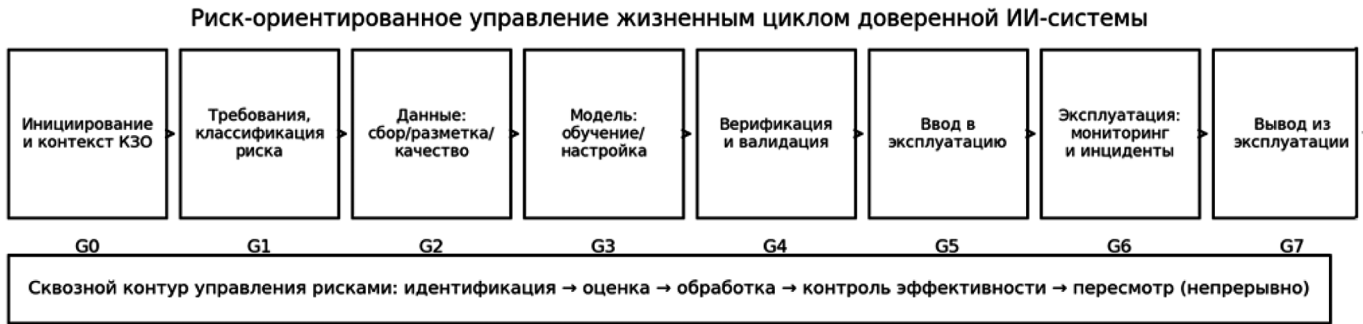 Риск-ориентированное управление жизненным циклом доверенной ИИ-системы
Инициирование
и контекст КЗО
Требования,
классификация
риска
Данные:
сбор/разметка/
качество
Модель:
обучение/
настройка
Верификация
и валидация
Ввод в
эксплуатацию
Эксплуатация:
мониторинг
и инциденты
Вывод из
эксплуатации
G0
G1
G2
G3
G4
G5
G6
G7
Сквозной контур управления рисками: идентификация → оценка → обработка → контроль эффективности → пересмотр (непрерывно)